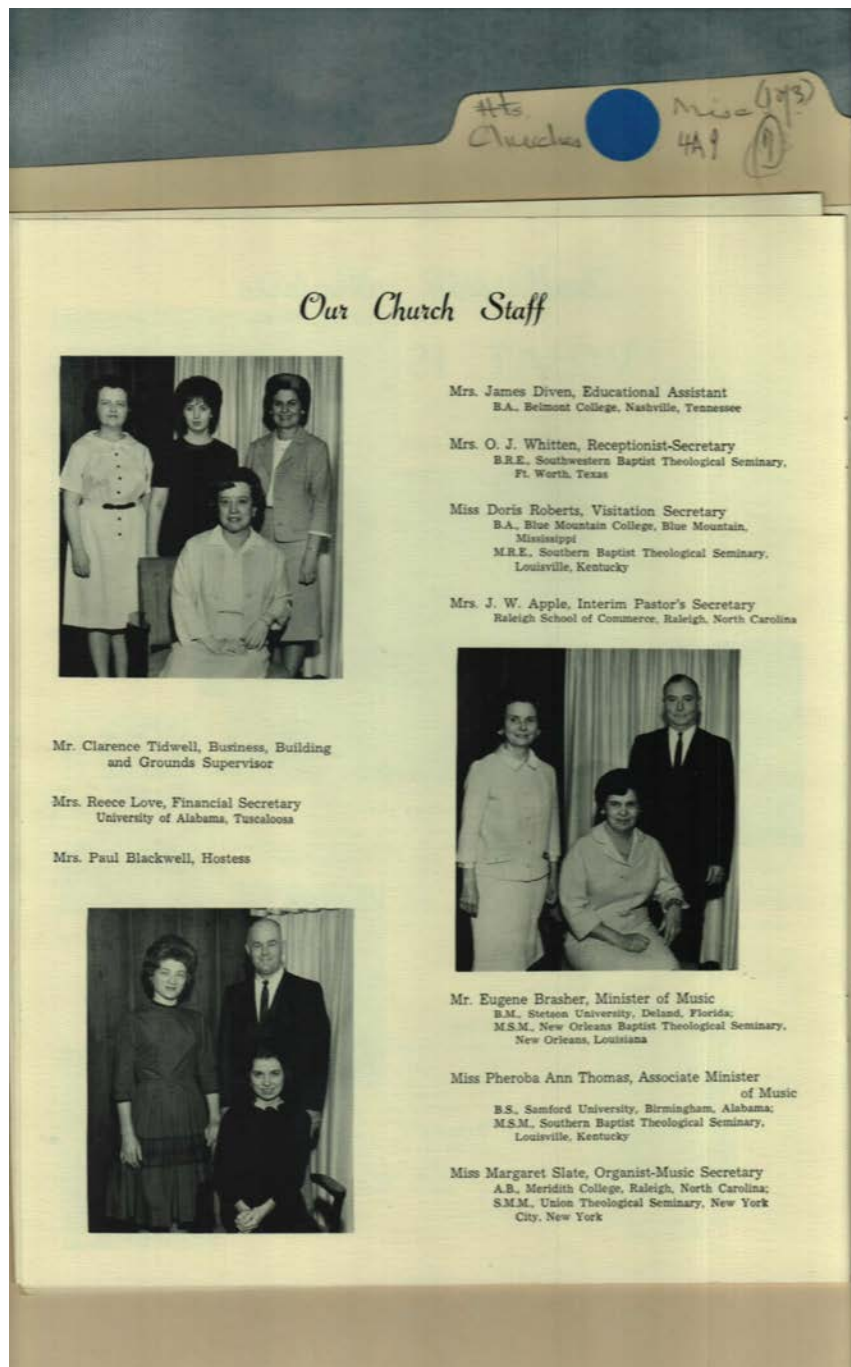 Hts.
Churches
Misc (1 of 3)
4A9
Our Church Staff
Mrs. James Diven, Educational Assistant
B.A., Belmont College, Nashville, Tennessee
Mrs. O. J. Whitten, Receptionist-Secretary
B.R.E., Southwestern Baptist Theological Seminary,
Ft. Worth, Texas
Miss Doris Roberts, Visitation Secretary
B.A., Blue Mountain College, Blue Mountain,
Mississippi
M.R.E., Southern Baptist Theological Seminary,
Louisville, Kentucky
Mrs. J. W. Apple, Interim Pastor's Secretary
Raleigh School of Commerce, Raleigh, North Carolina
Mr. Clarence Tidwell, Business, Building
and Grounds Supervisor
Mrs. Reece Love, Financial Secretary
University of Alabama, Tuscaloosa
Mrs. Paul Blackwell, Hostess
Mr. Eugene Brasher, Minister of Music
B.M., Stetson University, Deland, Florida;
M.S.M., New Orleans Baptist Theological Seminary,
New Orleans, Louisiana
Miss Pheroba Ann Thomas, Associate Minister
of Music
B.S., Samford University, Birmingham, Alabama;
M.S.M., Southern Baptist Theological Seminary,
Louisville, Kentucky
Miss Margaret Slate, Organist-Music Secretary
A.B., Meridith College, Raleigh, North Carolina;
S.M.M., Union Theological Seminary, New York
City, New York